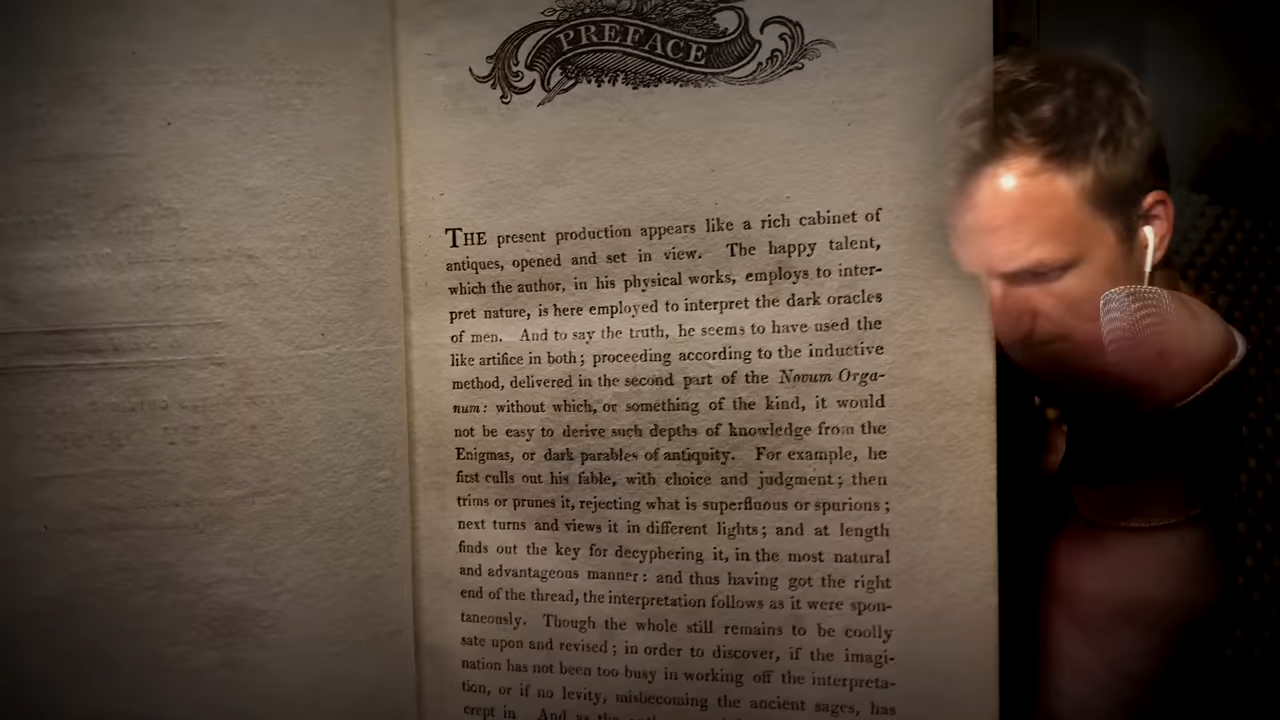 PREFACE
THE present production appears like a rich cabinet of
antiques, opened and set in view. The happy talent,
which the author, in his physical works, employs to inter-
pret nature, is here employed to interpret the dark oracles
of men. And to say the truth, he seems to have used the
like artifice in both; proceeding according to the inductive
method, delivered in the second part of the Novum Orga-
num: without which, or something of the kind, it would
not be easy to derive such depths of knowledge from the
Enigmas, or dark parables of antiquity. For example, he
first culls out his fable, with choice and judgment; then
trims or prunes it, rejecting what is superfluous or spurious;
next turns and views it in different lights; and at length
finds out the key for decyphering it, in the most natural
and advantageous manner: and thus having got the right
end of the thread, the interpretation follows as it were spon-
taneously. Though the whole still remains to be coolly
sate upon and revised; in order to discover, if the imagi-
nation has not been too busy in working off the interpreta-
tion, or if no levity, misbecoming the ancient sages, has
crept in And as the